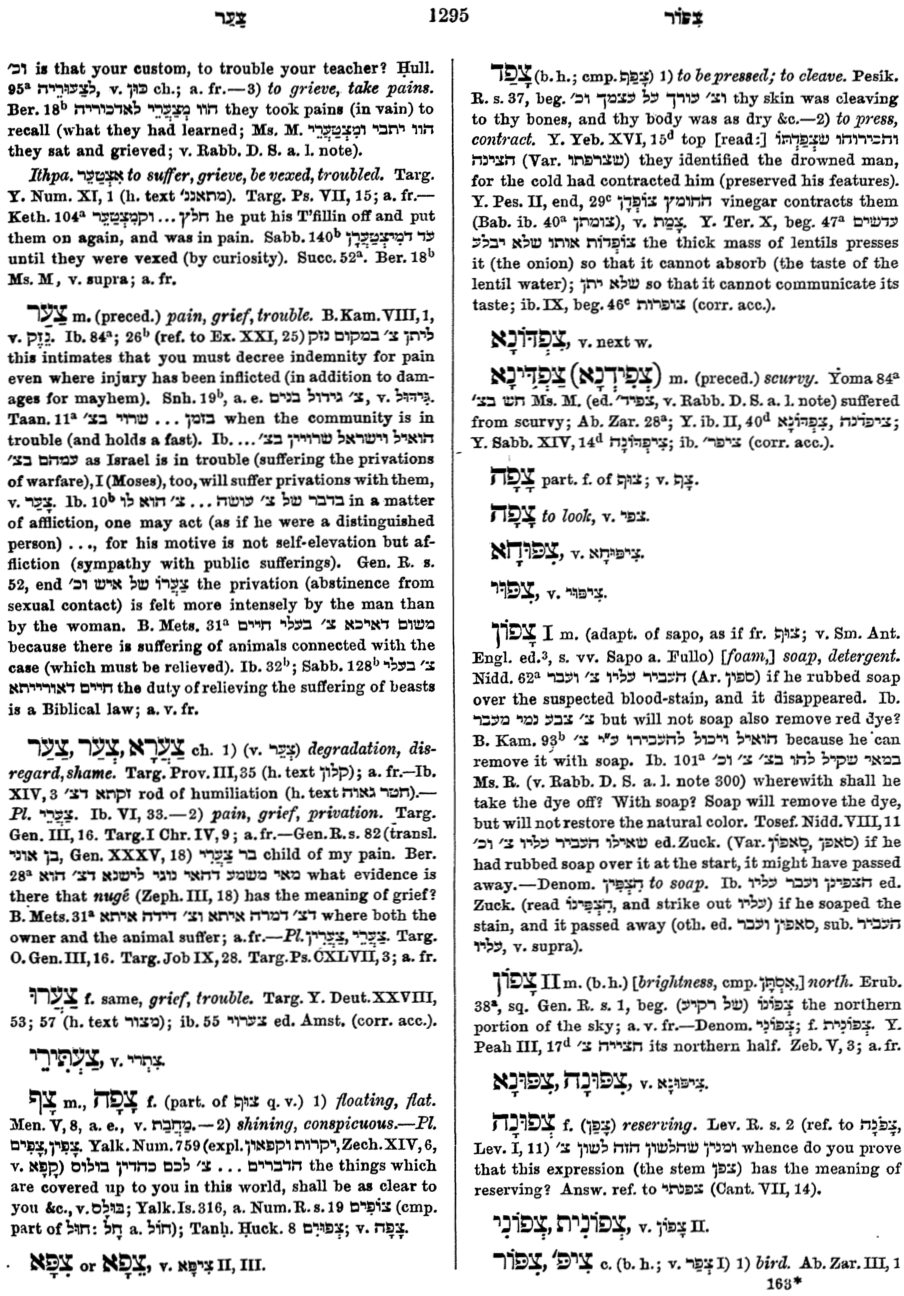 צַעַר 1295 צִפּוֹר
וכ׳ is that your custom, to trouble your teacher? Ḥull.
95ᵃ לצעוריה, v. כּוּן ch.; a. fr.—3) to grieve, take pains.
Ber. 18ᵇ הוו מְצַעֲרֵי לאדכוריה they took pains (in vain) to
recall (what they had learned; Ms. M. הוו יתבי ומִצְטַעֲרֵי
they sat and grieved; v. Rabb. D. S. a. l. note).
Ithpa. אִצְטַעֵר to suffer, grieve, be vexed, troubled. Targ.
Y. Num. XI, 1 (h. text מתאננ׳). Targ. Ps. VII, 15; a. fr.—
Keth. 104ᵃ חלץ ... וקמִצְטַעֵר he put his T'fillin off and put
them on again, and was in pain. Sabb. 140ᵇ עד דמִיצְטַעֲרָן
until they were vexed (by curiosity). Succ. 52ᵃ. Ber. 18ᵇ
Ms. M, v. supra; a. fr.
צַעַר m. (preced.) pain, grief, trouble. B. Kam. VIII, 1,
v. נֶזֶק. Ib. 84ᵃ; 26ᵇ (ref. to Ex. XXI, 25) ליתן צ׳ במקום נזק
this intimates that you must decree indemnity for pain
even where injury has been inflicted (in addition to dam-
ages for mayhem). Snh. 19ᵇ, a. e. צ׳ גידול בנים, v. גִּידּוּל.
Taan. 11ᵃ בזמן ... שרוי בצ׳ when the community is in
trouble (and holds a fast). Ib. הואיל וישראל שרויין בצ׳...
עמהם בצ׳ as Israel is in trouble (suffering the privations
of warfare), I (Moses), too, will suffer privations with them,
v. צַעֵר. Ib. 10ᵇ בדבר של צ׳ עושה ... צ׳ הוא לו in a matter
of affliction, one may act (as if he were a distinguished
person) ..., for his motive is not self-elevation but af-
fliction (sympathy with public sufferings). Gen. R. s.
52, end צַעֲרוֹ של איש וכ׳ the privation (abstinence from
sexual contact) is felt more intensely by the man than
by the woman. B. Mets. 31ᵃ משום דאיכא צ׳ בעלי חיים
because there is suffering of animals connected with the
case (which must be relieved). Ib. 32ᵇ; Sabb. 128ᵇ צ׳ בעלי
חיים דאורייתא the duty of relieving the suffering of beasts
is a Biblical law; a. v. fr.
צַעֲרָא, צְעַר, צַעַר ch. 1) (v. צַעֵר) degradation, dis-
regard, shame. Targ. Prov. III, 35 (h. text קלון); a. fr.—Ib.
XIV, 3 זקתא דצ׳ rod of humiliation (h. text חטר גאוה).—
Pl. צַעֲרֵי. Ib. VI, 33.—2) pain, grief, privation. Targ.
Gen. III, 16. Targ. I Chr. IV, 9; a. fr.—Gen. R. s. 82 (transl.
בן אוני, Gen. XXXV, 18) בר צַעֲרִי child of my pain. Ber.
28ᵃ מאי משמע דהאי נוגי לישנא דצ׳ הוא what evidence is
there that nugé (Zeph. III, 18) has the meaning of grief?
B. Mets. 31ᵃ דצ׳ דמרה איתא וצ׳ דידה איתא where both the
owner and the animal suffer; a. fr.—Pl. צַעֲרֵי, צַעֲרִין. Targ.
O. Gen. III, 16. Targ. Job IX, 28. Targ. Ps. CXLVII, 3; a. fr.
צַעֲרוּ f. same, grief, trouble. Targ. Y. Deut. XXVIII,
53; 57 (h. text מצור); ib. 55 צערוי ed. Amst. (corr. acc.).
צַעְתִּירֵי, v. צַתְרֵי.
צָף m., צָפָה f. (part. of צוּף q. v.) 1) floating, flat.
Men. V, 8, a. e., v. מַחֲבַת.—2) shining, conspicuous.—Pl.
צָפִין, צָפִים. Yalk. Num. 759 (expl. יקרות וקפאון, Zech. XIV, 6,
v. קָפָא) הדברים ... צ׳ לכם כהדין בולוס the things which
are covered up to you in this world, shall be as clear to
you &c., v. בּוּלָס; Yalk. Is. 316, a. Num. R. s. 19 צופים (cmp.
part of חוּל: חָל a. חוֹל); Tanḥ. Ḥuck. 8 צפוים; v. צָפָה.
צִפָּא or צִפָא, v. צִיפָּא II, III.
צָפַד (b. h.; cmp. צָפַף) 1) to be pressed; to cleave. Pesik.
R. s. 37, beg. וצ׳ עורך על עצמך וכ׳ thy skin was cleaving
to thy bones, and thy body was as dry &c.—2) to press,
contract. Y. Yeb. XVI, 15ᵈ top [read:] והכירוהו שצְפָדַתּוּ
הצינה (Var. שצרפתו) they identified the drowned man,
for the cold had contracted him (preserved his features).
Y. Pes. II, end, 29ᶜ החומץ צוֹפְדָן vinegar contracts them
(Bab. ib. 40ᵃ צומתן), v. צָמַת. Y. Ter. X, beg. 47ᵃ עדשים
צוֹפְדוֹת אותו שלא יבלע the thick mass of lentils presses
it (the onion) so that it cannot absorb (the taste of the
lentil water); שלא יתן so that it cannot communicate its
taste; ib. IX, beg. 46ᶜ צופרות (corr. acc.).
צִפְדוֹנָא, v. next w.
צַפְדִּינָא (צְפִידְנָא) m. (preced.) scurvy. Yoma 84ᵃ
חש בצ׳ Ms. M. (ed. צפיד׳, v. Rabb. D. S. a. l. note) suffered
from scurvy; Ab. Zar. 28ᵃ; Y. ib. II, 40ᵈ ציפדונה, צִפְדּוֹנָא;
Y. Sabb. XIV, 14ᵈ צִיפְדּוֹנָה; ib. ציפר׳ (corr. acc.).
צָפָה part. f. of צוּף; v. צָף.
צָפָה to look, v. צפי.
צִפּוּחָא, v. צִיפּוּחָא.
צִפּוּי, v. צִיפּוּי.
צָפוֹן I m. (adapt. of sapo, as if fr. צוּף; v. Sm. Ant.
Engl. ed.³, s. vv. Sapo a. Fullo) [foam,] soap, detergent.
Nidd. 62ᵃ העביר עליו צ׳ ועבר (Ar. ספון) if he rubbed soap
over the suspected blood-stain, and it disappeared. Ib.
צ׳ צבע נמי מעבר but will not soap also remove red dye?
B. Kam. 93ᵇ הואיל ויכול להעבירו ע״י צ׳ because he can
remove it with soap. Ib. 101ᵃ במאי שקיל להו בצ׳ צ׳ וכ׳
Ms. R. (v. Rabb. D. S. a. l. note 300) wherewith shall he
take the dye off? With soap? Soap will remove the dye,
but will not restore the natural color. Tosef. Nidd. VIII, 11
שאילו העביר עליו צ׳ וכ׳ ed. Zuck. (Var. סאפן, סָאפוֹן) if he
had rubbed soap over it at the start, it might have passed
away.—Denom. הִצְפִּין to soap. Ib. הצפינן ועבר עליו ed.
Zuck. (read הִצְפִּינוֹ, and strike out עליו) if he soaped the
stain, and it passed away (oth. ed. סאפון ועבר, sub. העביר
עליו, v. supra).
צָפוֹן II m. (b. h.) [brightness, cmp. אִסְתָּן,] north. Erub.
38ᵃ, sq. Gen. R. s. 1, beg. צְפוֹנוֹ (של רקיע) the northern
portion of the sky; a. v. fr.—Denom. צְפוֹנִי; f. צְפוֹנִית. Y.
Peah III, 17ᵈ חצייה צ׳ its northern half. Zeb. V, 3; a. fr.
צִפּוּנָה, צִפּוּנָא, v. צִיפּוּנָא.
צְפוּנָה f. (צָפַן) reserving. Lev. R. s. 2 (ref. to צָפֹנָה,
Lev. I, 11) ומנין שהלשון הזה לשון צ׳ whence do you prove
that this expression (the stem צפן) has the meaning of
reserving? Answ. ref. to צפנתי (Cant. VII, 14).
צְפוֹנִית, צְפוֹנִי, v. צָפוֹן II.
צִפּוֹר, צִיפּ׳ c. (b. h.; v. צָפַר I) 1) bird. Ab. Zar. III, 1
163*